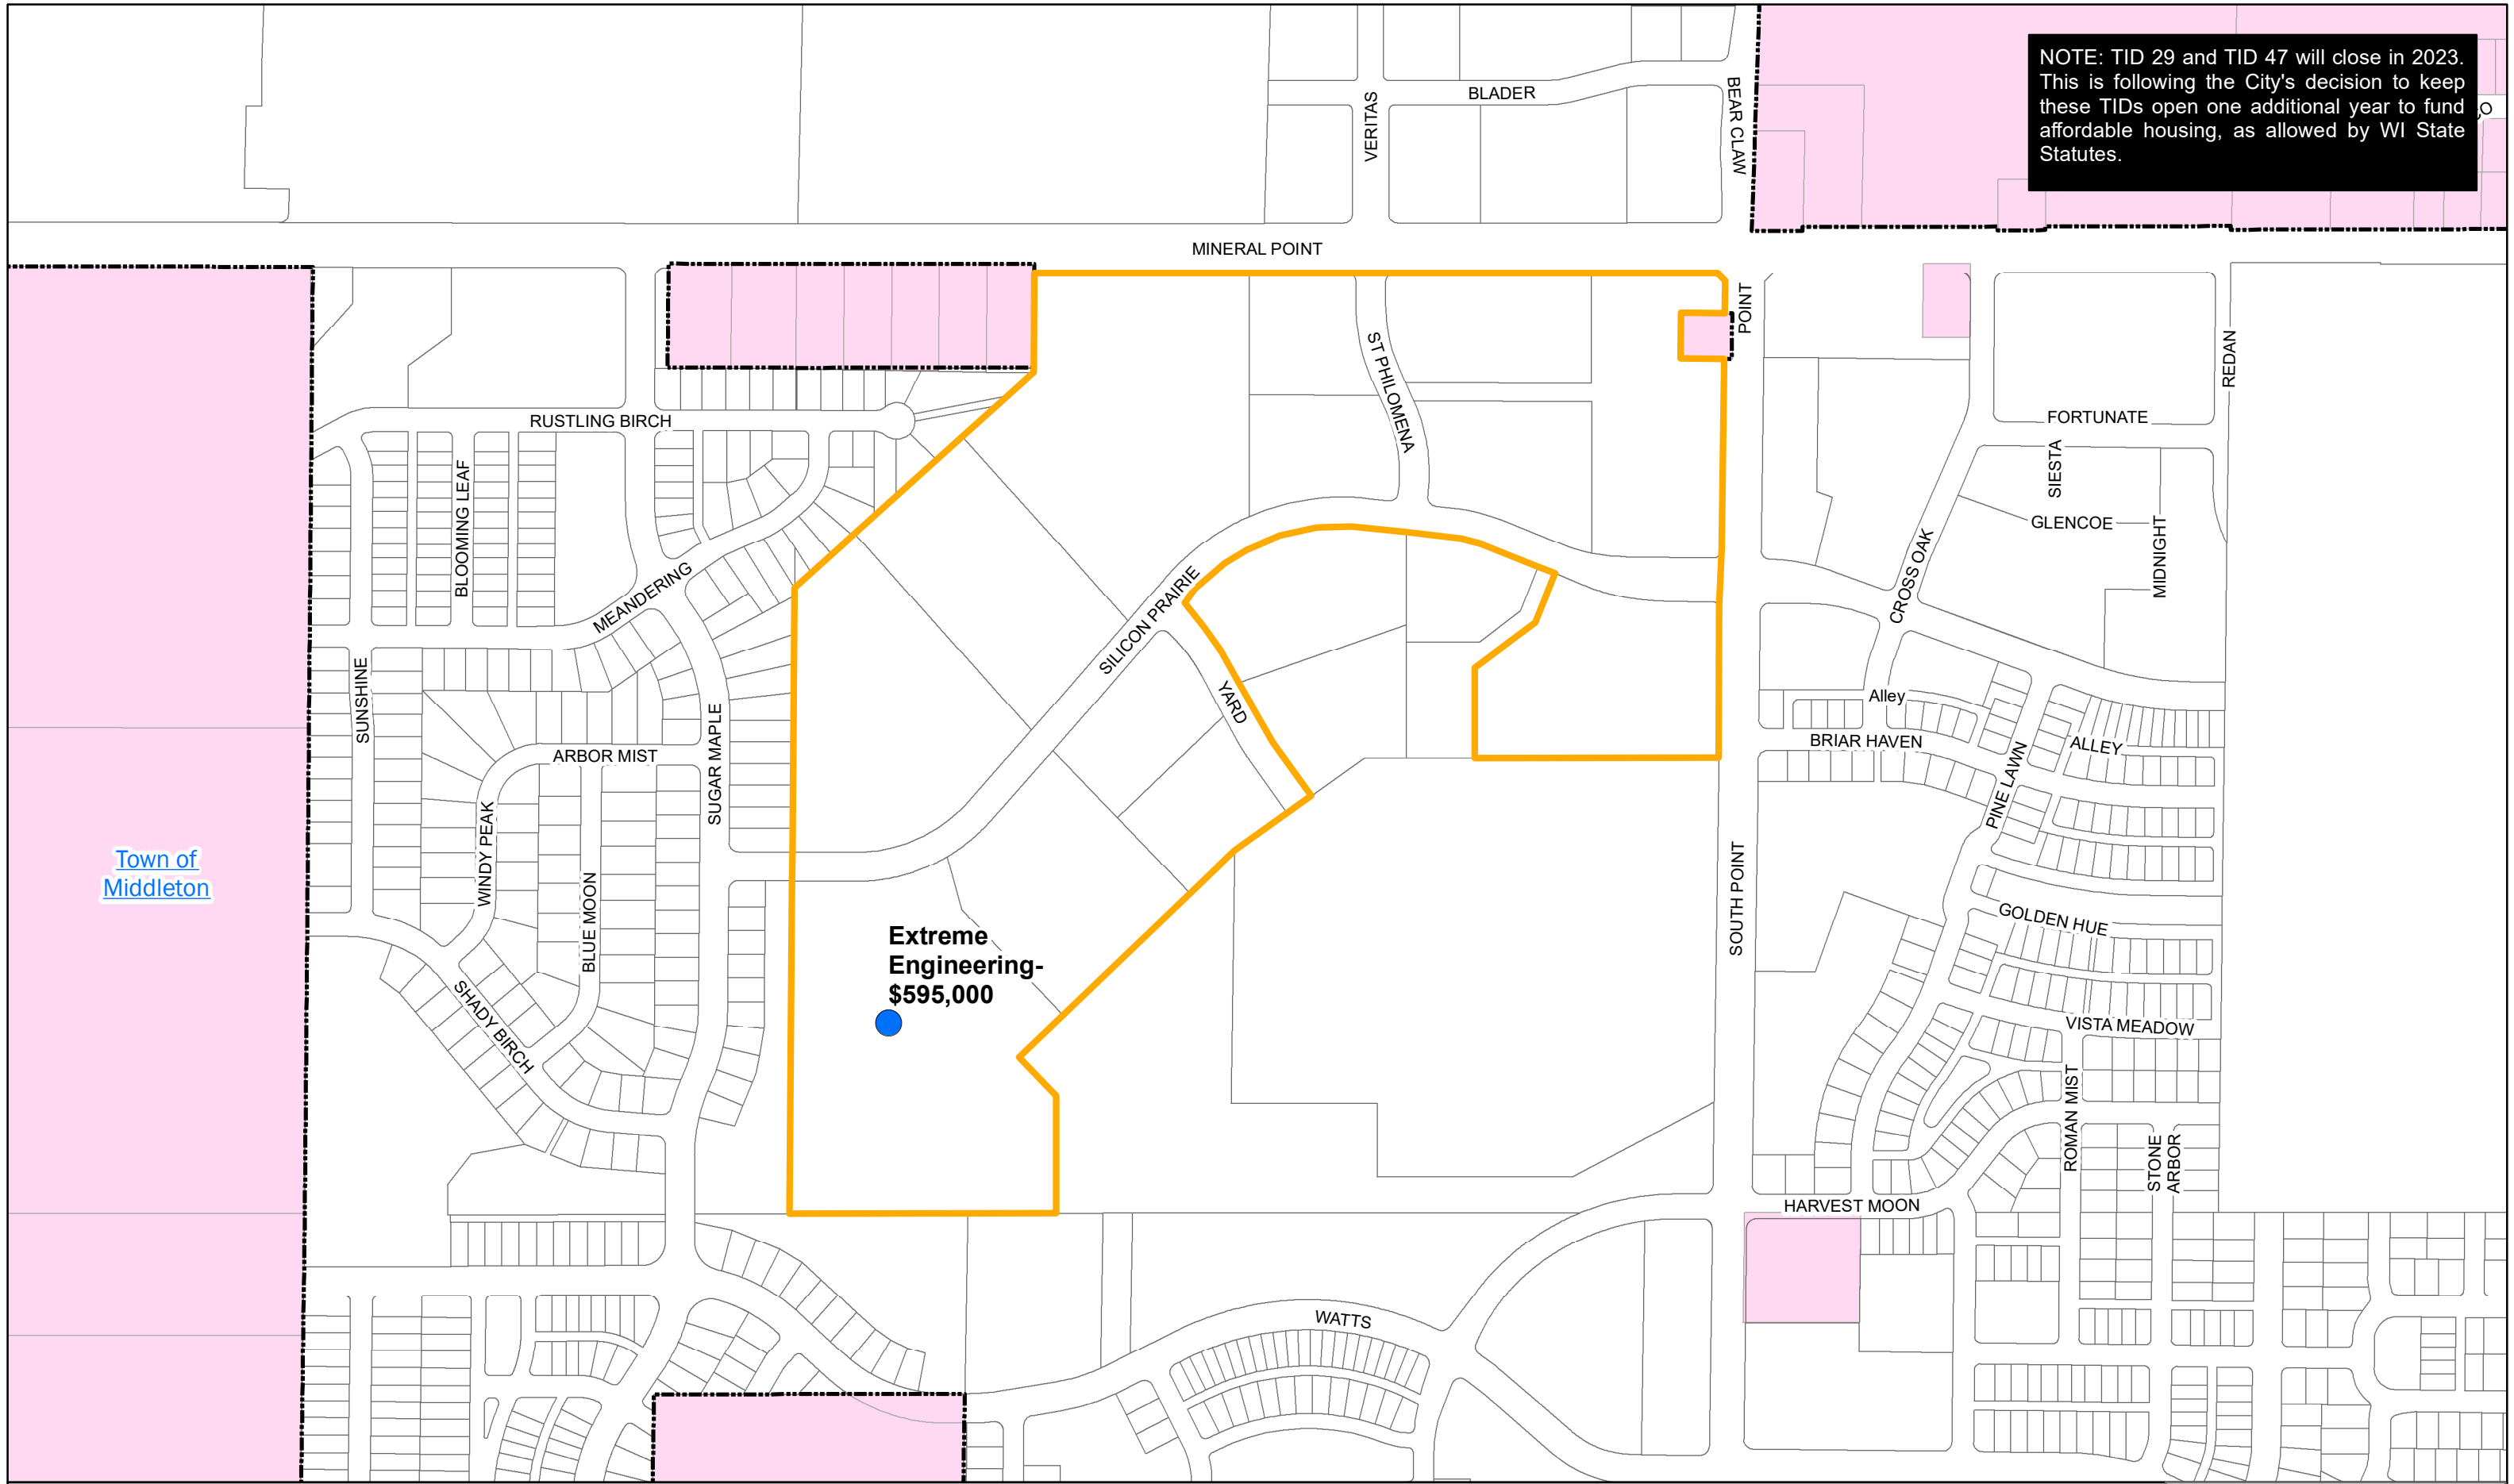 NOTE: TID 29 and TID 47 will close in 2023.
This is following the City's decision to keep
these TIDs open one additional year to fund
affordable housing, as allowed by WI State
Statutes.
BLADER
VERITAS
BEAR CLAW
MINERAL POINT
POINT
ST PHILOMENA
REDAN
RUSTLING BIRCH
FORTUNATE
SIESTA
BLOOMING LEAF
GLENCOE
MIDNIGHT
CROSS OAK
MEANDERING
SILICON PRAIRIE
SUNSHINE
YARD
Alley
SUGAR MAPLE
ARBOR MIST
BRIAR HAVEN
ALLEY
PINE LAWN
WINDY PEAK
Town of
Middleton
BLUE MOON
SOUTH POINT
GOLDEN HUE
Extreme
Engineering-
$595,000
SHADY BIRCH
VISTA MEADOW
ROMAN MIST
STONE
ARBOR
HARVEST MOON
WATTS